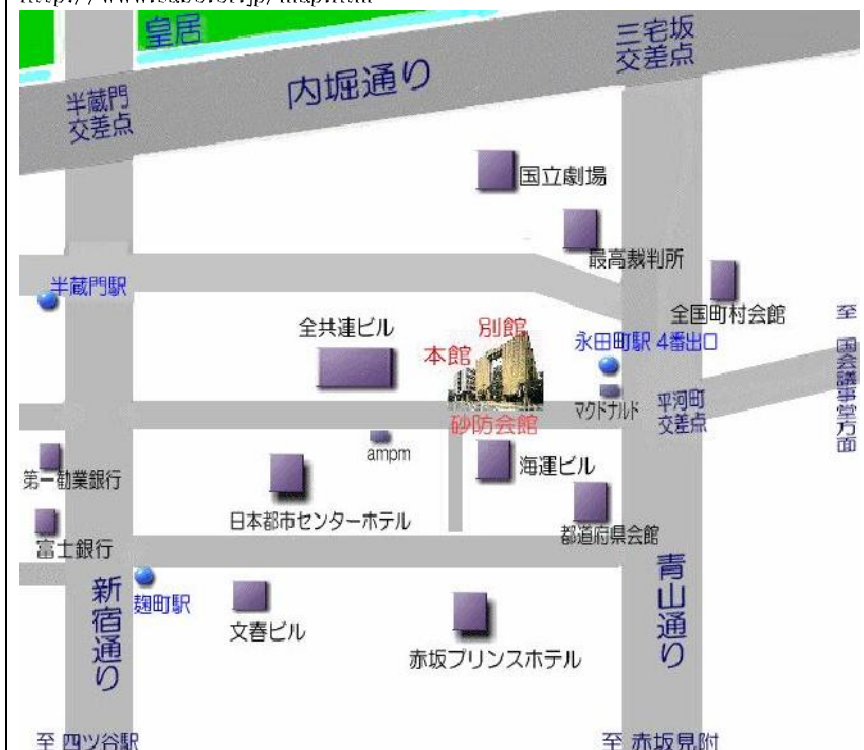 皇居
三宅坂
交差点
内堀通り
半蔵門
交差点
国立劇場
最高裁判所
半蔵門駅
全国町村会館
至 国会議事堂方面
全共連ビル
別館
本館
永田町駅 4番出口
マクドナルド
平河町
交差点
砂防会館
ampm
第一勧業銀行
海運ビル
日本都市センターホテル
都道府県会館
富士銀行
麹町駅
新宿通り
文春ビル
青山通り
赤坂プリンスホテル
至 四ツ谷駅
至 赤坂見附